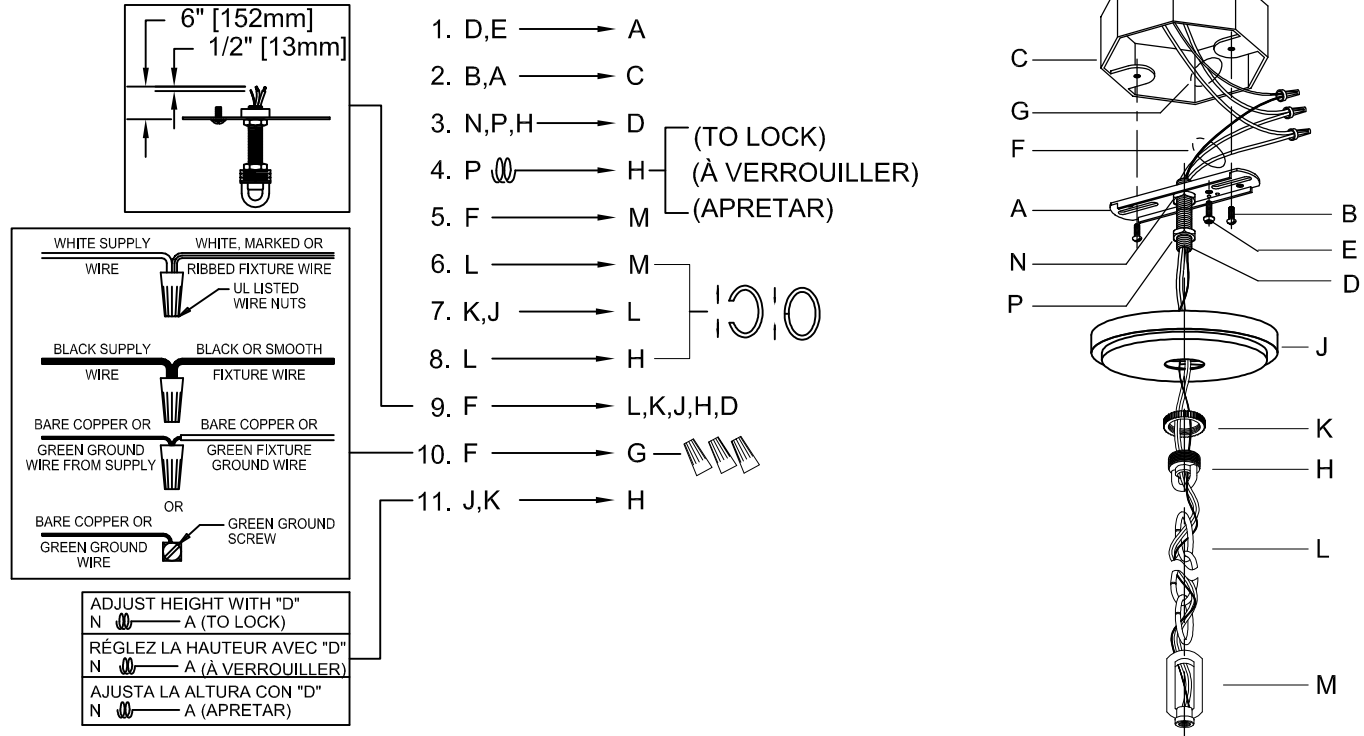 6" [152mm]
1/2" [13mm]
1. D,E A
2. B,A C
3. N,P,H D
4. P H
(TO LOCK)
(À VERROUILLER)
(APRETAR)
5. F M
6. L M
7. K,J L
8. L H
9. F L,K,J,H,D
10. F G
11. J,K H
WHITE SUPPLY
WIRE
WHITE, MARKED OR
RIBBED FIXTURE WIRE
UL LISTED
WIRE NUTS
BLACK SUPPLY
WIRE
BLACK OR SMOOTH
FIXTURE WIRE
BARE COPPER OR
GREEN GROUND
WIRE FROM SUPPLY
BARE COPPER OR
GREEN FIXTURE
GROUND WIRE
OR
BARE COPPER OR
GREEN GROUND
WIRE
GREEN GROUND
SCREW
ADJUST HEIGHT WITH "D"
N A (TO LOCK)
RÉGLEZ LA HAUTEUR AVEC "D"
N A (À VERROUILLER)
AJUSTA LA ALTURA CON "D"
N A (APRETAR)
C
G
F
A
N
P
B
E
D
J
K
H
L
M